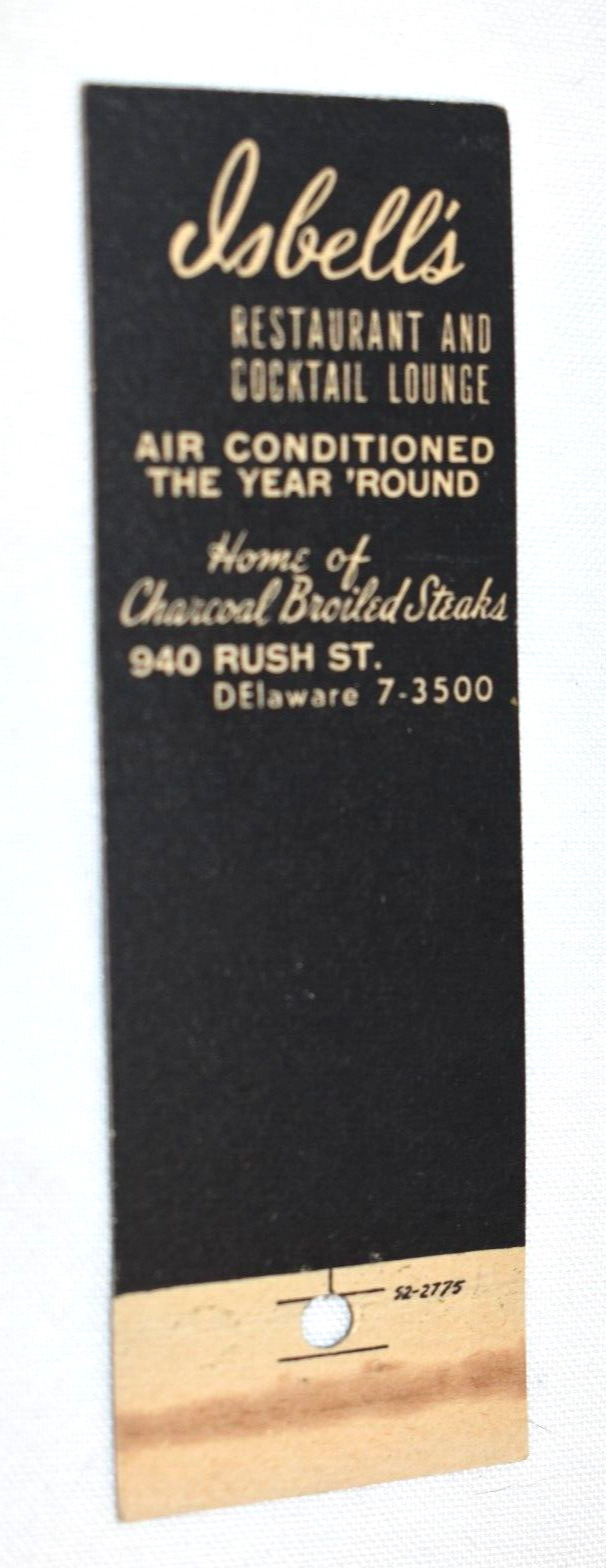 Isbell's
RESTAURANT AND
COCKTAIL LOUNGE
AIR CONDITIONED
THE YEAR 'ROUND
Home of
Charcoal Broiled Steaks
940 RUSH ST.
DElaware 7-3500
S2-2775